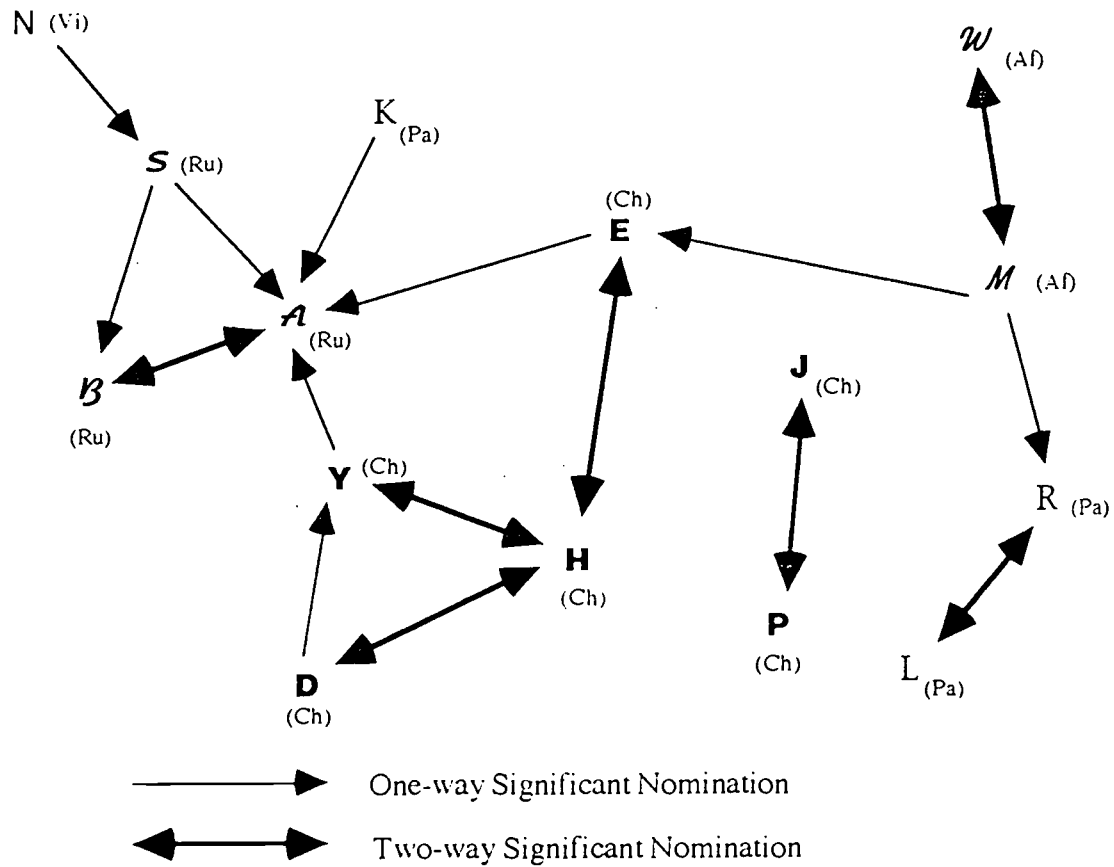 N (Vi)
W (Af)
K (Pa)
S (Ru)
(Ch)
E
M (Af)
A (Ru)
J (Ch)
B
(Ru)
Y (Ch)
R (Pa)
H
(Ch)
P
(Ch)
L (Pa)
D
(Ch)
One-way Significant Nomination
Two-way Significant Nomination